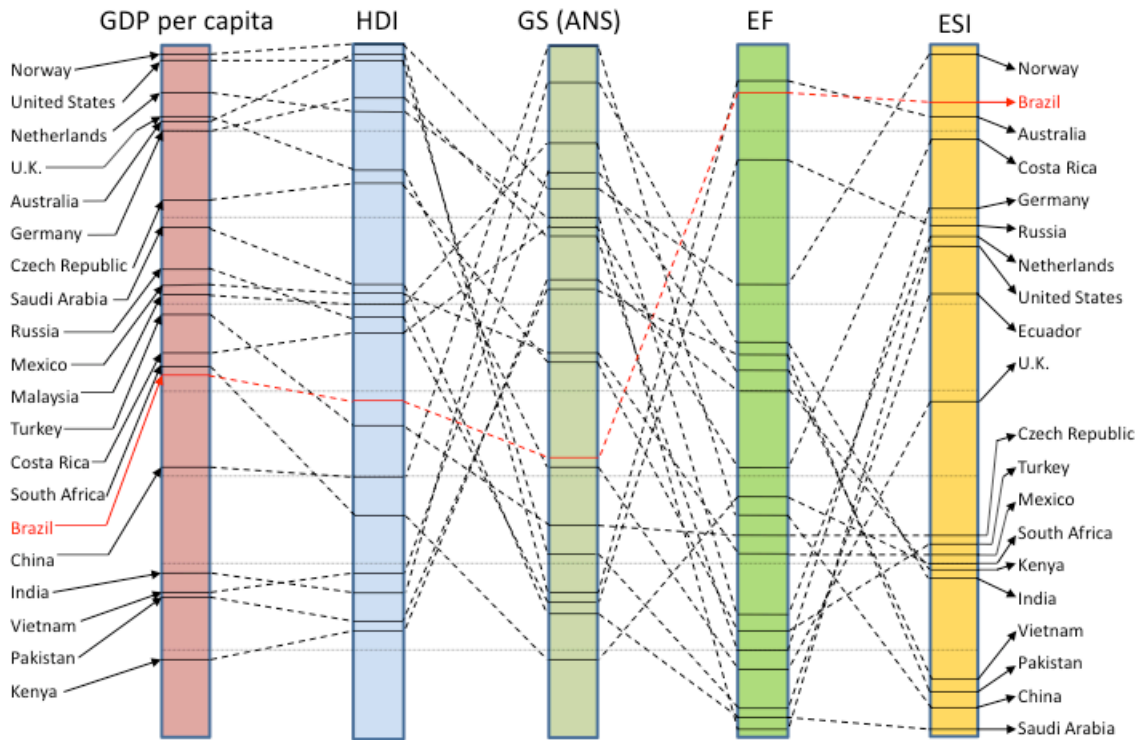 GDP per capita
HDI
GS (ANS)
EF
ESI
Norway
United States
Netherlands
U.K.
Australia
Germany
Czech Republic
Saudi Arabia
Russia
Mexico
Malaysia
Turkey
Costa Rica
South Africa
Brazil
China
India
Vietnam
Pakistan
Kenya
Norway
Brazil
Australia
Costa Rica
Germany
Russia
Netherlands
United States
Ecuador
U.K.
Czech Republic
Turkey
Mexico
South Africa
Kenya
India
Vietnam
Pakistan
China
Saudi Arabia